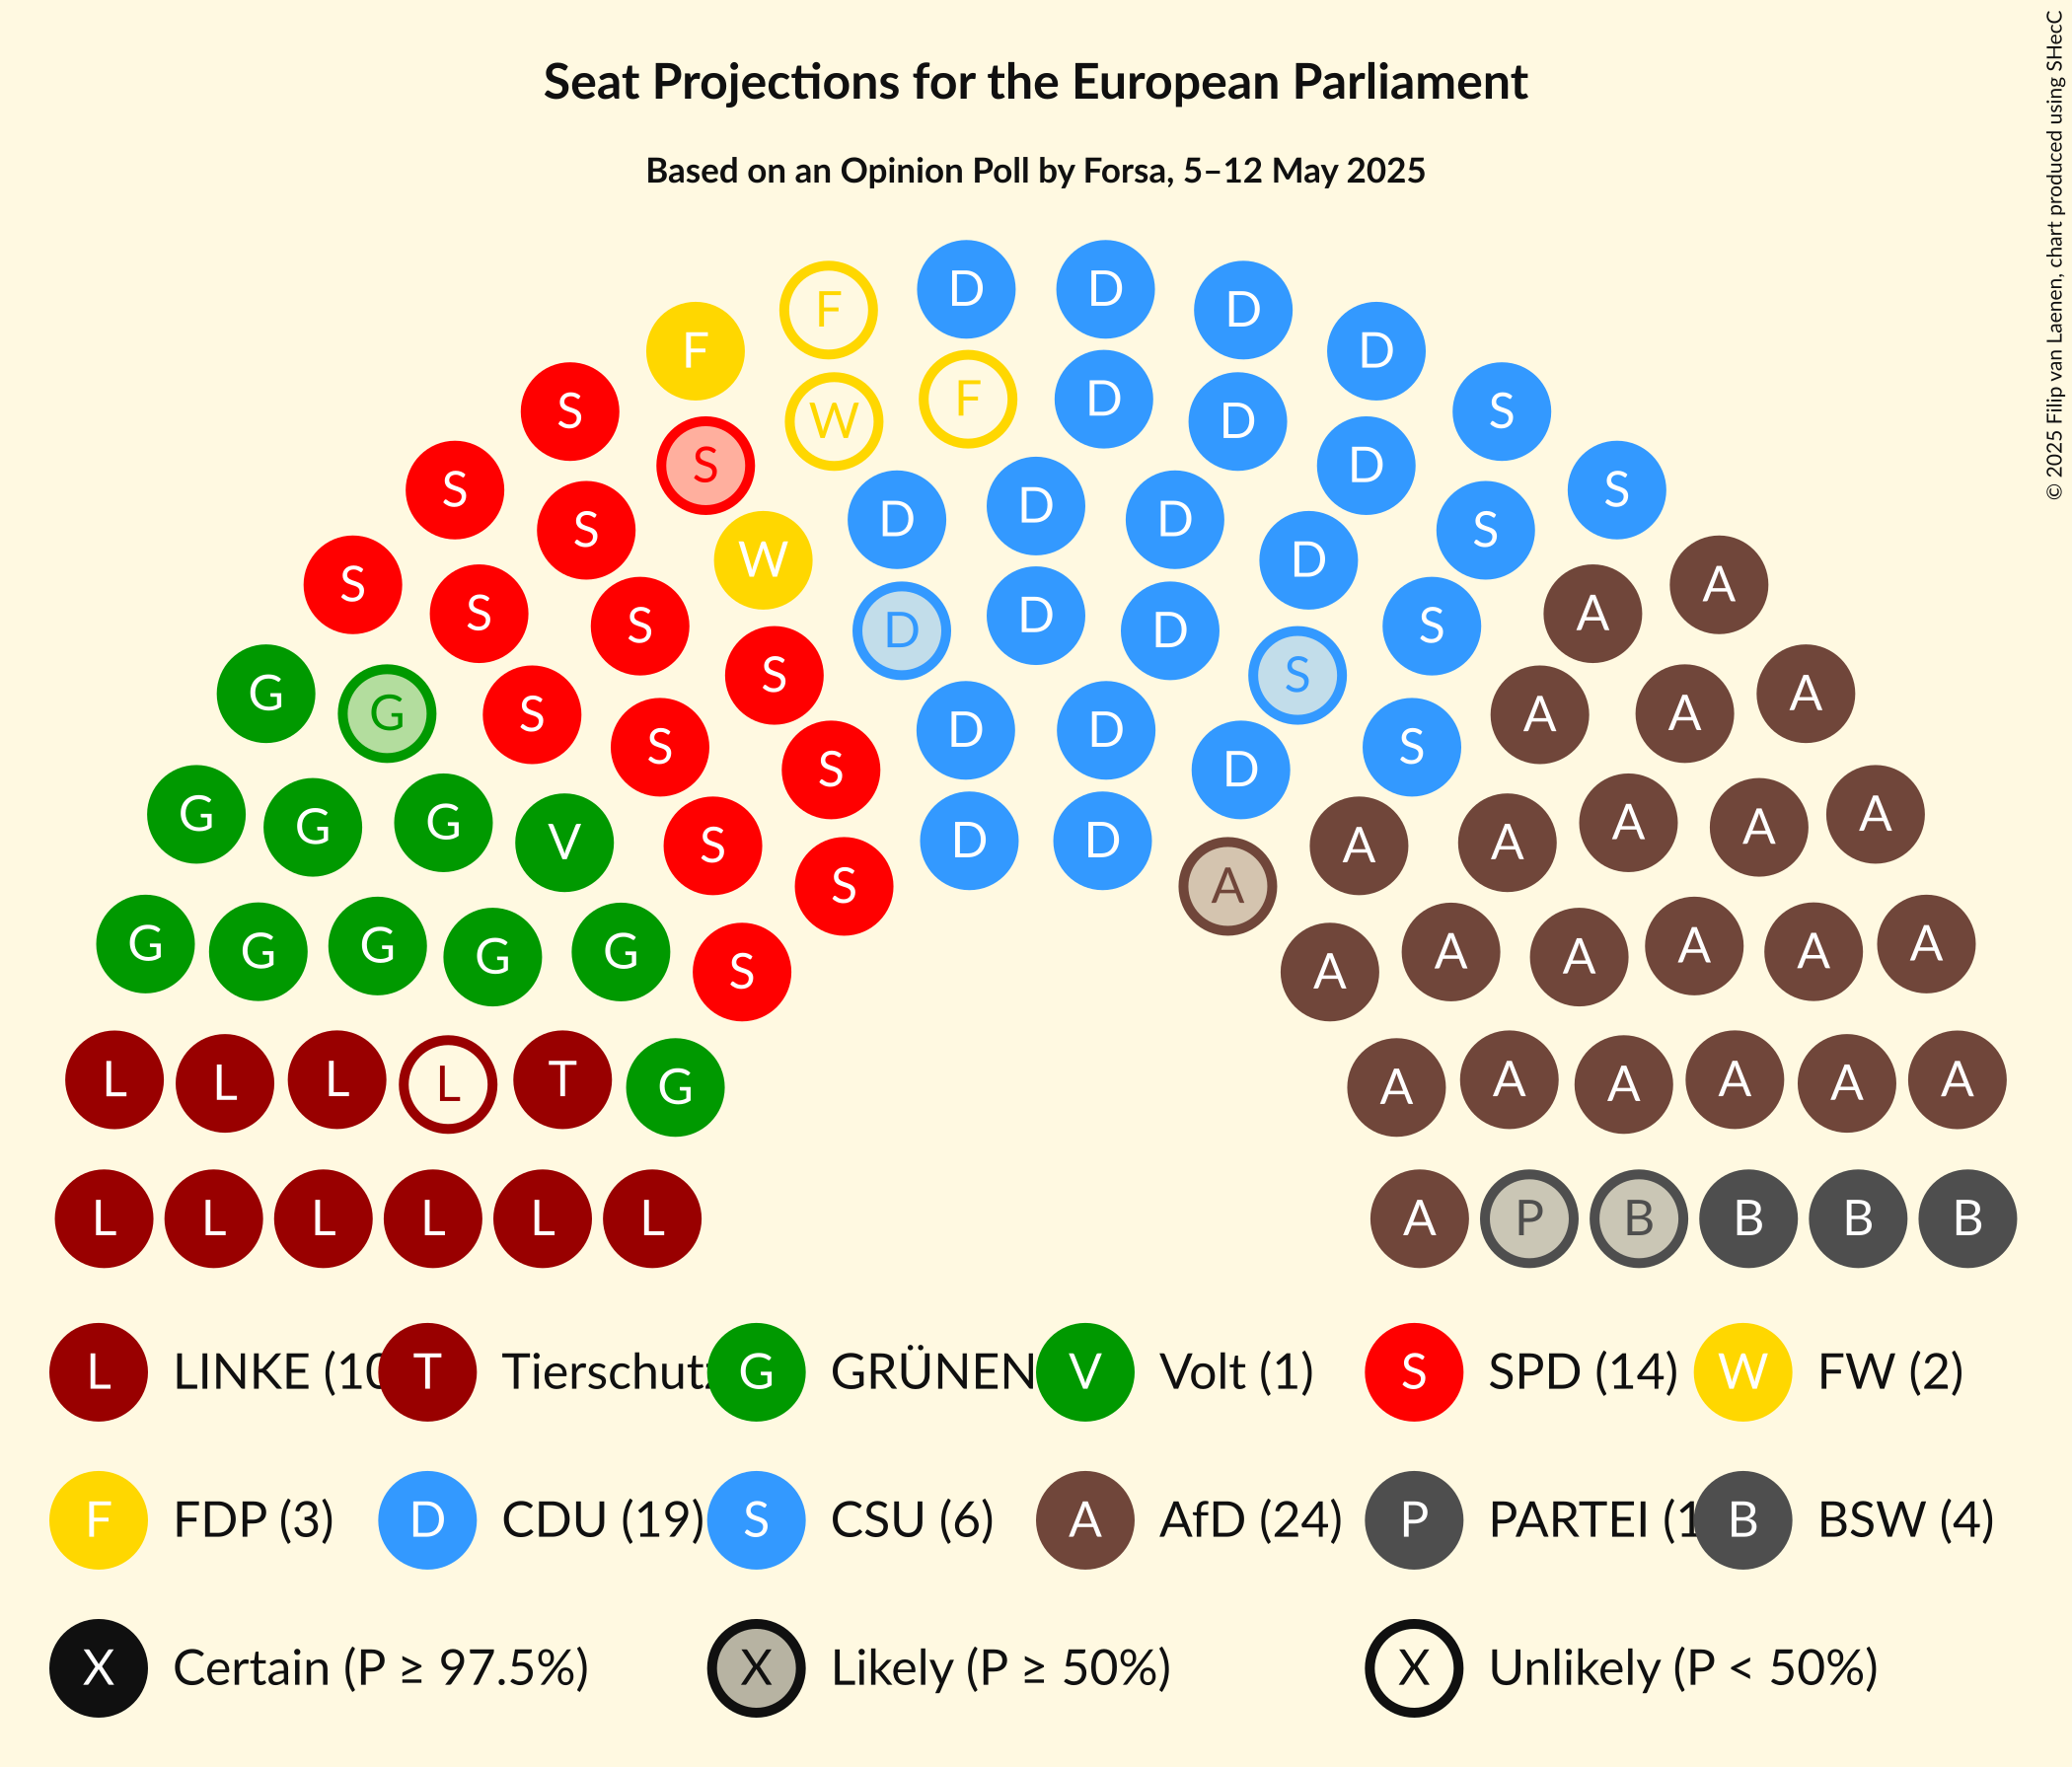 Seat Projections for the European Parliament
Based on an Opinion Poll by Forsa, 5–12 May 2025
© 2025 Filip van Laenen, chart produced using SHecC
F D D D
F D
S W F D D S
S S D S
S D D D S
S W D A
S S D D D S A
G S S A
G S S D D S A A
S D
G G G V S D D A A A A A
S A
G G G G G S A A A A A A
L L L L T G A A A A A A
L L L L L L A P B B B B
L LINKE (10 T Tierschutz G GRÜNEN V Volt (1) S SPD (14) W FW (2)
F FDP (3) D CDU (19) S CSU (6) A AfD (24) P PARTEI (1 B BSW (4)
X Certain (P ≥ 97.5%) X Likely (P ≥ 50%) X Unlikely (P < 50%)